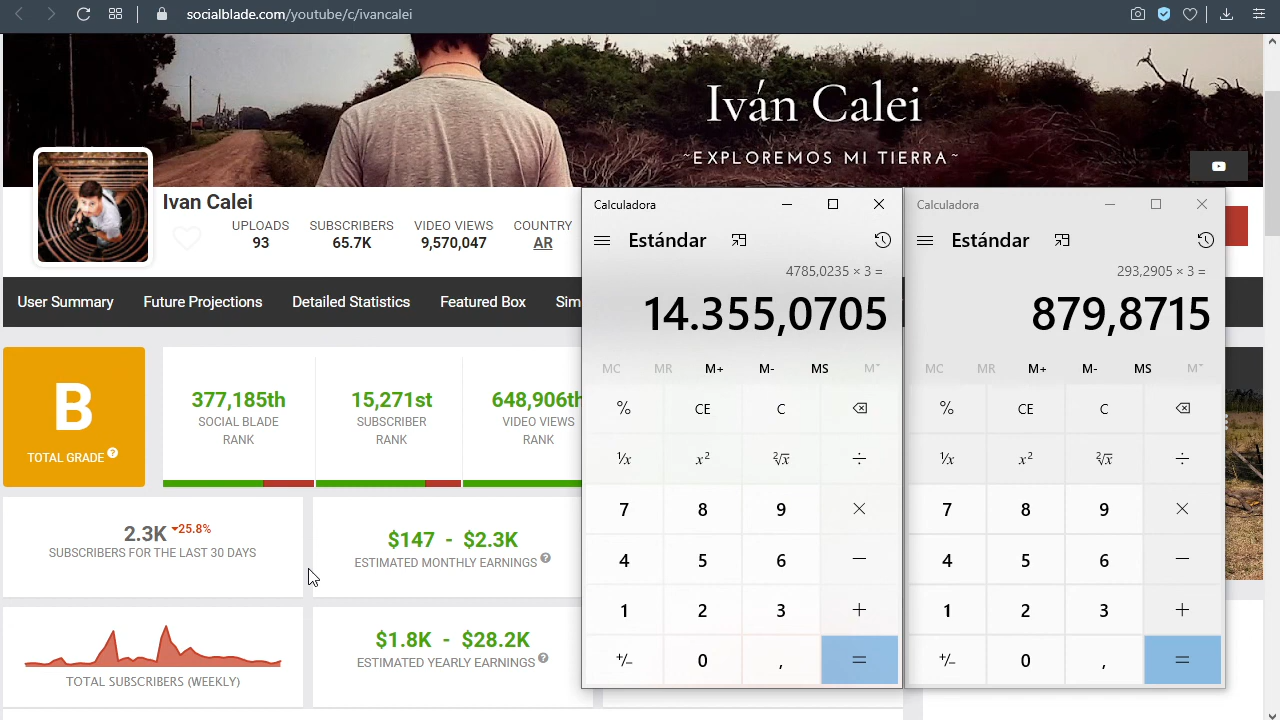 socialblade.com/youtube/c/ivancalei
Iván Calei
~EXPLOREMOS MI TIERRA~
Ivan Calei
UPLOADS
93
SUBSCRIBERS
65.7K
VIDEO VIEWS
9,570,047
COUNTRY
AR
User Summary
Future Projections
Detailed Statistics
Featured Box
Sim
B
TOTAL GRADE ?
377,185th
SOCIAL BLADE
RANK
15,271st
SUBSCRIBER
RANK
648,906th
VIDEO VIEWS
RANK
2.3K 25.8%
SUBSCRIBERS FOR THE LAST 30 DAYS
$147 - $2.3K
ESTIMATED MONTHLY EARNINGS ?
TOTAL SUBSCRIBERS (WEEKLY)
$1.8K - $28.2K
ESTIMATED YEARLY EARNINGS ?
Calculadora
Estándar
4785,0235 × 3 =
14.355,0705
MC MR M+ M- MS M˅
% CE C
¹/x x² ²√x ÷
7 8 9 ×
4 5 6 −
1 2 3 +
+/− 0 , =
Calculadora
Estándar
293,2905 × 3 =
879,8715
MC MR M+ M- MS M˅
% CE C
¹/x x² ²√x ÷
7 8 9 ×
4 5 6 −
1 2 3 +
+/− 0 , =